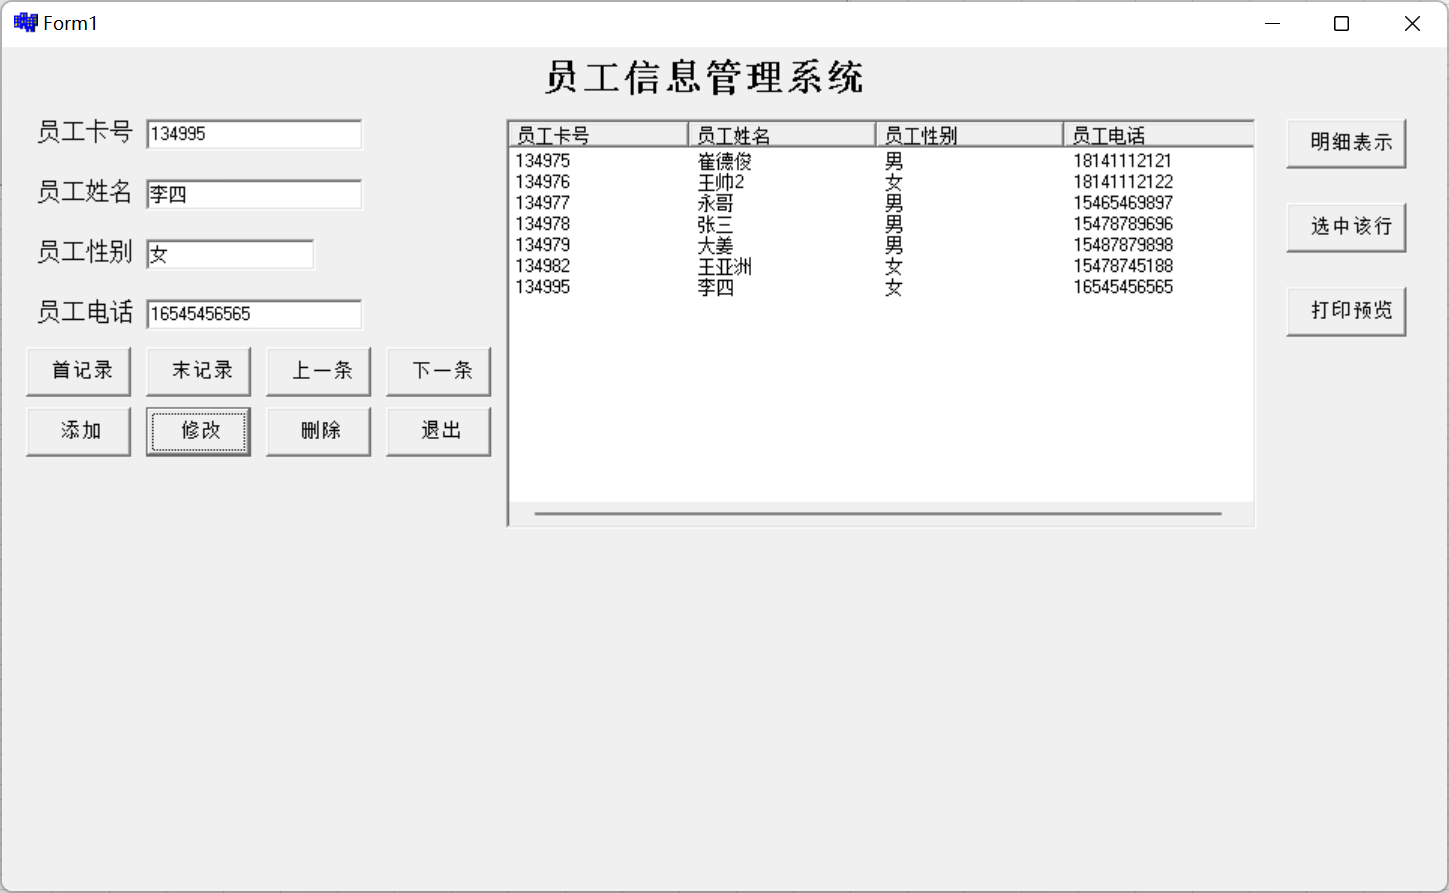 Form1
员工信息管理系统
员工卡号 134995
员工姓名 李四
员工性别 女
员工电话 16545456565
首记录 末记录 上一条 下一条
添加 修改 删除 退出
员工卡号 员工姓名 员工性别 员工电话
134975 崔德俊 男 18141112121
134976 王帅2 女 18141112122
134977 永哥 男 15465469897
134978 张三 男 15478789696
134979 大姜 男 15487879898
134982 王亚洲 女 15478745188
134995 李四 女 16545456565
明细表示
选中该行
打印预览